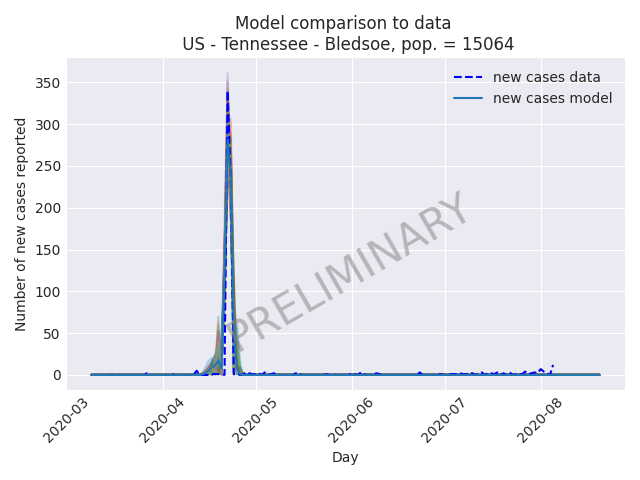 Model comparison to data
US - Tennessee - Bledsoe, pop. = 15064
new cases data
new cases model
350
300
250
200
150
100
50
0
Number of new cases reported
PRELIMINARY
2020-03
2020-04
2020-05
2020-06
2020-07
2020-08
Day